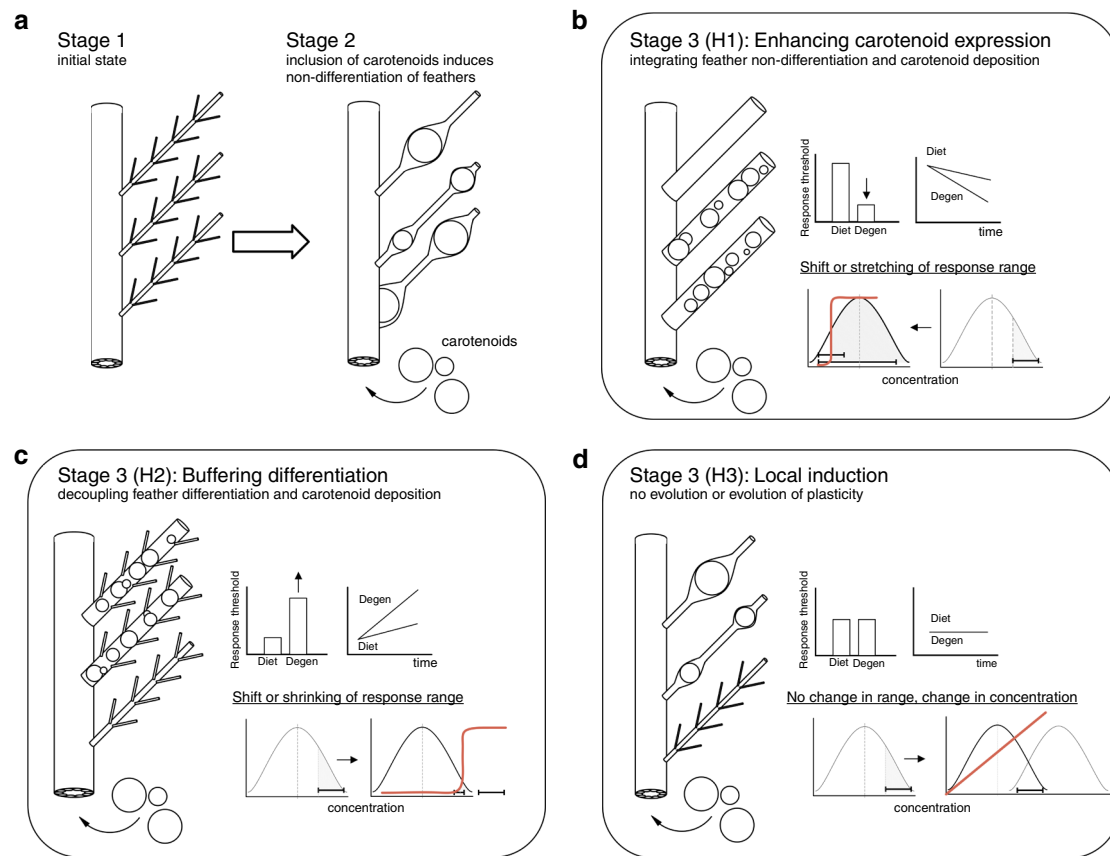 a
Stage 1
initial state
Stage 2
inclusion of carotenoids induces
non-differentiation of feathers
carotenoids
b
Stage 3 (H1): Enhancing carotenoid expression
integrating feather non-differentiation and carotenoid deposition
Response threshold
Diet Degen
Diet
Degen
time
Shift or stretching of response range
concentration
c
Stage 3 (H2): Buffering differentiation
decoupling feather differentiation and carotenoid deposition
Response threshold
Diet Degen
Degen
Diet
time
Shift or shrinking of response range
concentration
d
Stage 3 (H3): Local induction
no evolution or evolution of plasticity
Response threshold
Diet Degen
Diet
Degen
time
No change in range, change in concentration
concentration